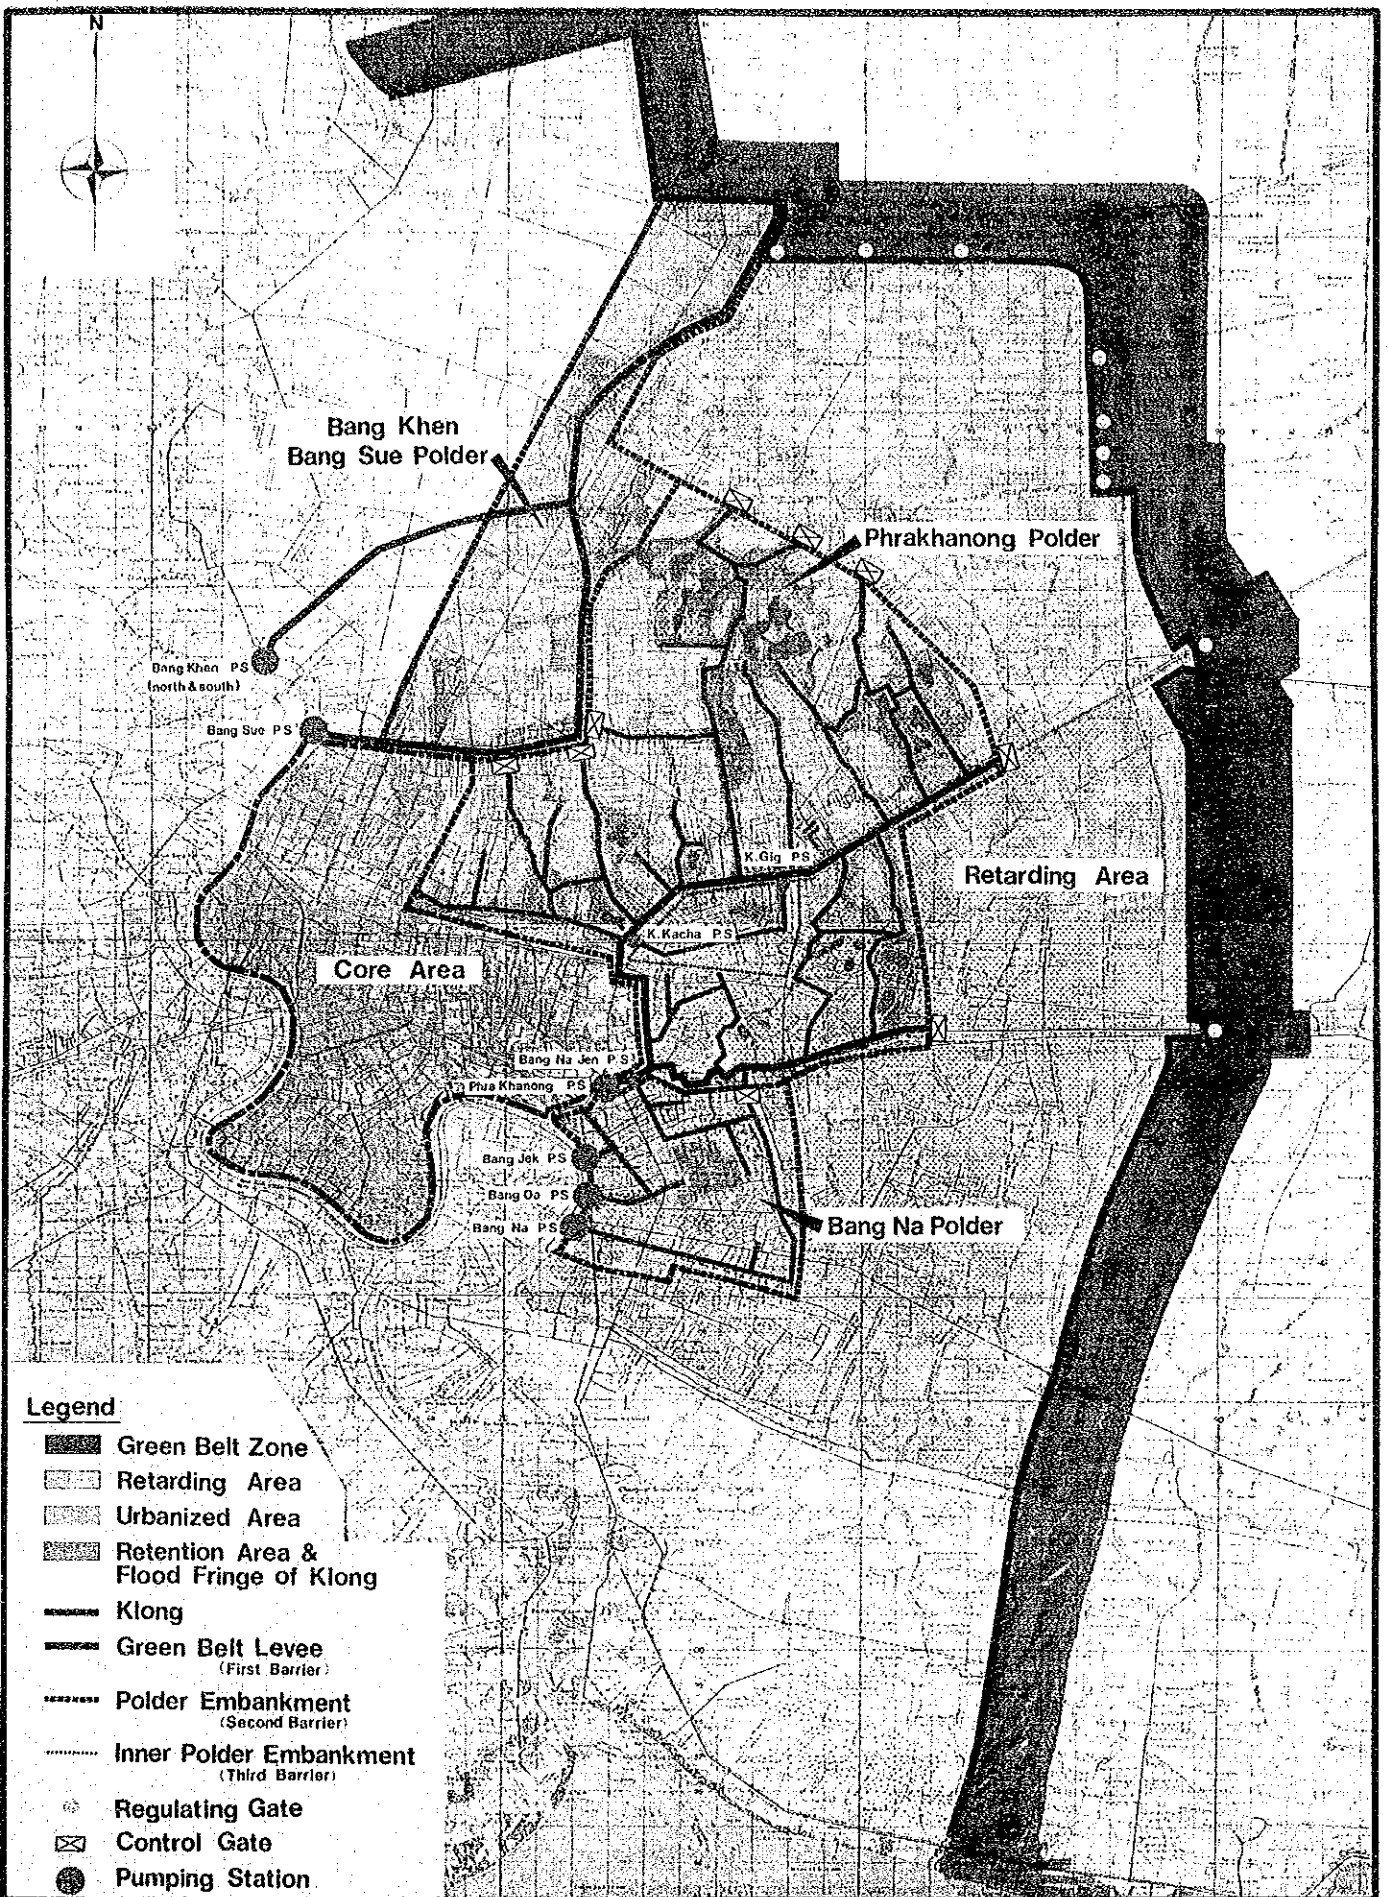 N
Bang Khen
Bang Sue Polder
Phrakhanong Polder
Bang Khen P.S
(north & south)
Bang Sue P.S
K.Gig P.S
Retarding Area
K.Kacha P.S
Core Area
Bang Na Jen P.S
Phra Khanong P.S
Bang Jek P.S
Bang Oa P.S
Bang Na P.S
Bang Na Polder
Legend
Green Belt Zone
Retarding Area
Urbanized Area
Retention Area &
Flood Fringe of Klong
Klong
Green Belt Levee
(First Barrier)
Polder Embankment
(Second Barrier)
Inner Polder Embankment
(Third Barrier)
Regulating Gate
Control Gate
Pumping Station